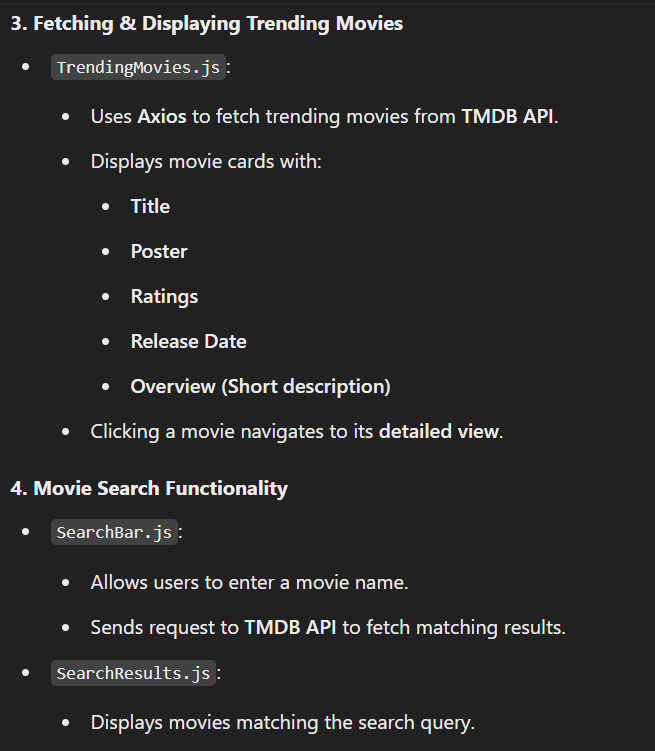 3. Fetching & Displaying Trending Movies
TrendingMovies.js:
Uses Axios to fetch trending movies from TMDB API.
Displays movie cards with:
Title
Poster
Ratings
Release Date
Overview (Short description)
Clicking a movie navigates to its detailed view.
4. Movie Search Functionality
SearchBar.js:
Allows users to enter a movie name.
Sends request to TMDB API to fetch matching results.
SearchResults.js:
Displays movies matching the search query.